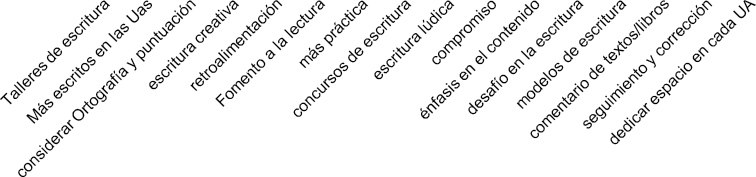 Talleres de escritura
Más escritos en las Uas
considerar Ortografía y puntuación
escritura creativa
retroalimentación
Fomento a la lectura
más práctica
concursos de escritura
escritura lúdica
compromiso
énfasis en el contenido
desafío en la escritura
modelos de escritura
comentario de textos/libros
seguimiento y corrección
dedicar espacio en cada UA